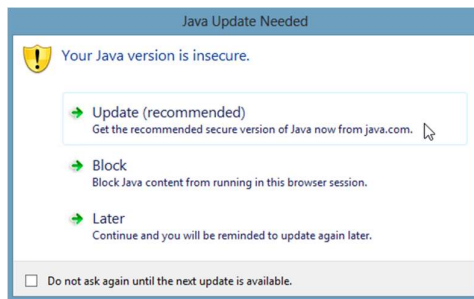 Java Update Needed
Your Java version is insecure.
Update (recommended)
Get the recommended secure version of Java now from java.com.
Block
Block Java content from running in this browser session.
Later
Continue and you will be reminded to update again later.
Do not ask again until the next update is available.